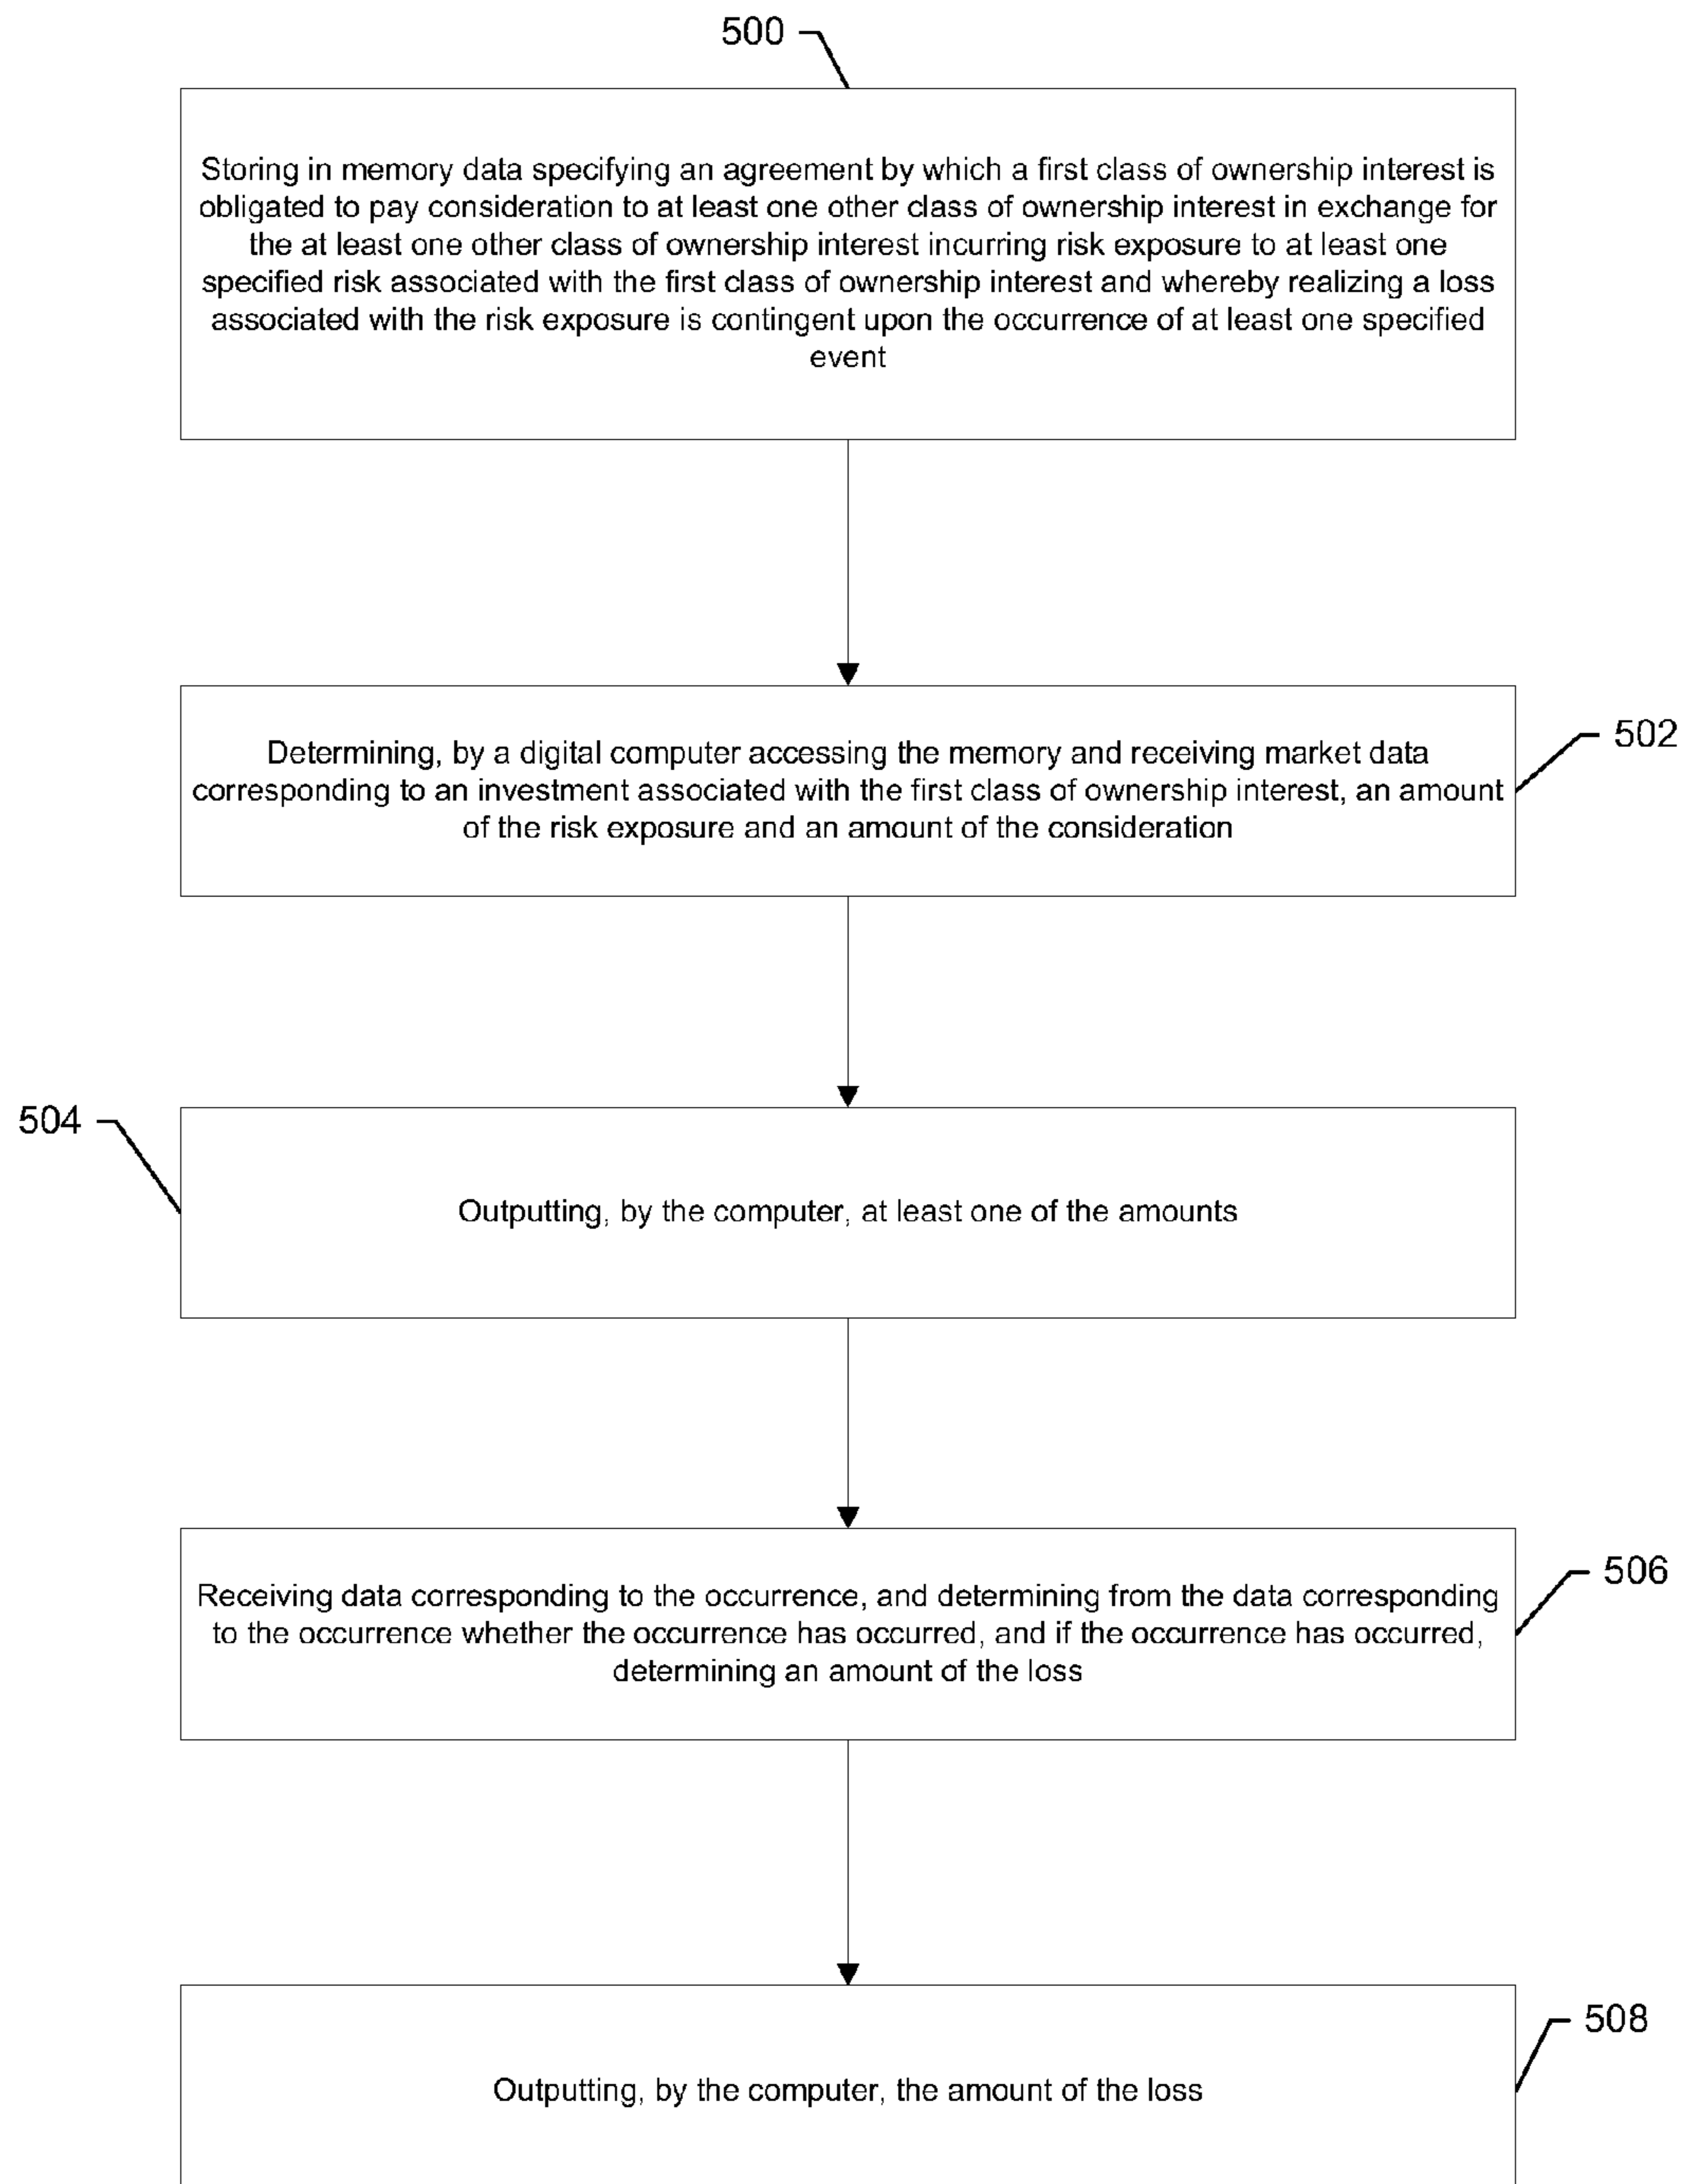 500
Storing in memory data specifying an agreement by which a first class of ownership interest is
obligated to pay consideration to at least one other class of ownership interest in exchange for
the at least one other class of ownership interest incurring risk exposure to at least one
specified risk associated with the first class of ownership interest and whereby realizing a loss
associated with the risk exposure is contingent upon the occurrence of at least one specified
event
502
Determining, by a digital computer accessing the memory and receiving market data
corresponding to an investment associated with the first class of ownership interest, an amount
of the risk exposure and an amount of the consideration
504
Outputting, by the computer, at least one of the amounts
506
Receiving data corresponding to the occurrence, and determining from the data corresponding
to the occurrence whether the occurrence has occurred, and if the occurrence has occurred,
determining an amount of the loss
508
Outputting, by the computer, the amount of the loss